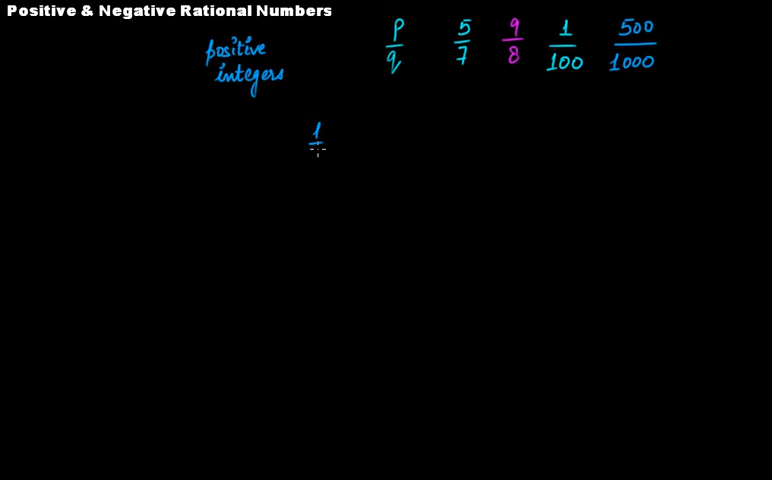 Positive & Negative Rational Numbers
positive integers
p/q 5/7 9/8 1/100 500/1000
1